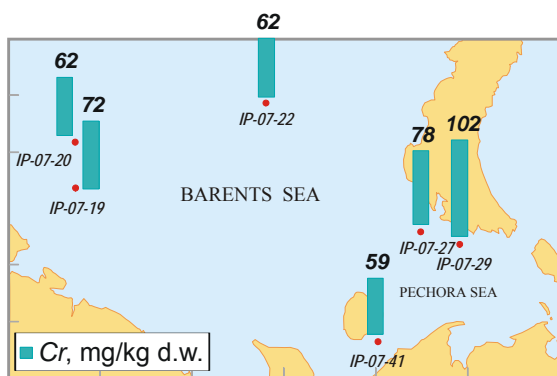 62
62
72
IP-07-22
78
102
IP-07-20
BARENTS SEA
IP-07-19
IP-07-27
IP-07-29
59
PECHORA SEA
Cr, mg/kg d.w.
IP-07-41